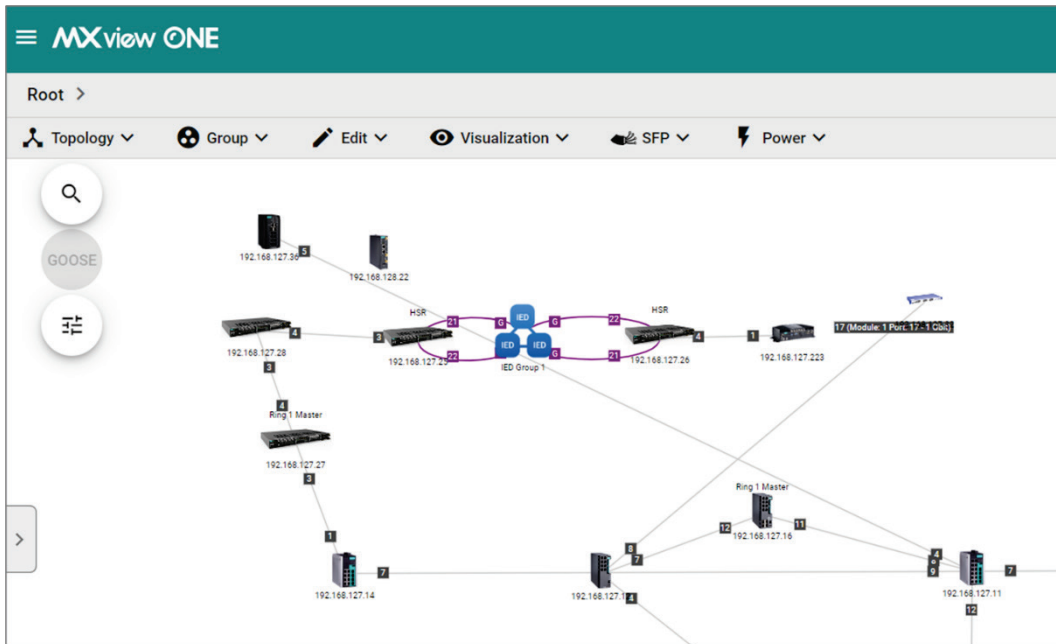 MXview ONE
Root >
Topology Group Edit Visualization SFP Power
GOOSE
192.168.127.36
5
192.168.128.22
HSR
HSR
21 G G 22
IED
IED IED
17 (Module: 1 Port: 17 - 1 Gbit)
192.168.127.28
4 3
22 G 21
4 1
192.168.127.26
192.168.127.223
IED Group 1
3
4
Ring 1 Master
192.168.127.27
3
Ring 1 Master
12 11
192.168.127.16
1
8
7
4
9
7
7
192.168.127.14
4
192.168.127.11
12